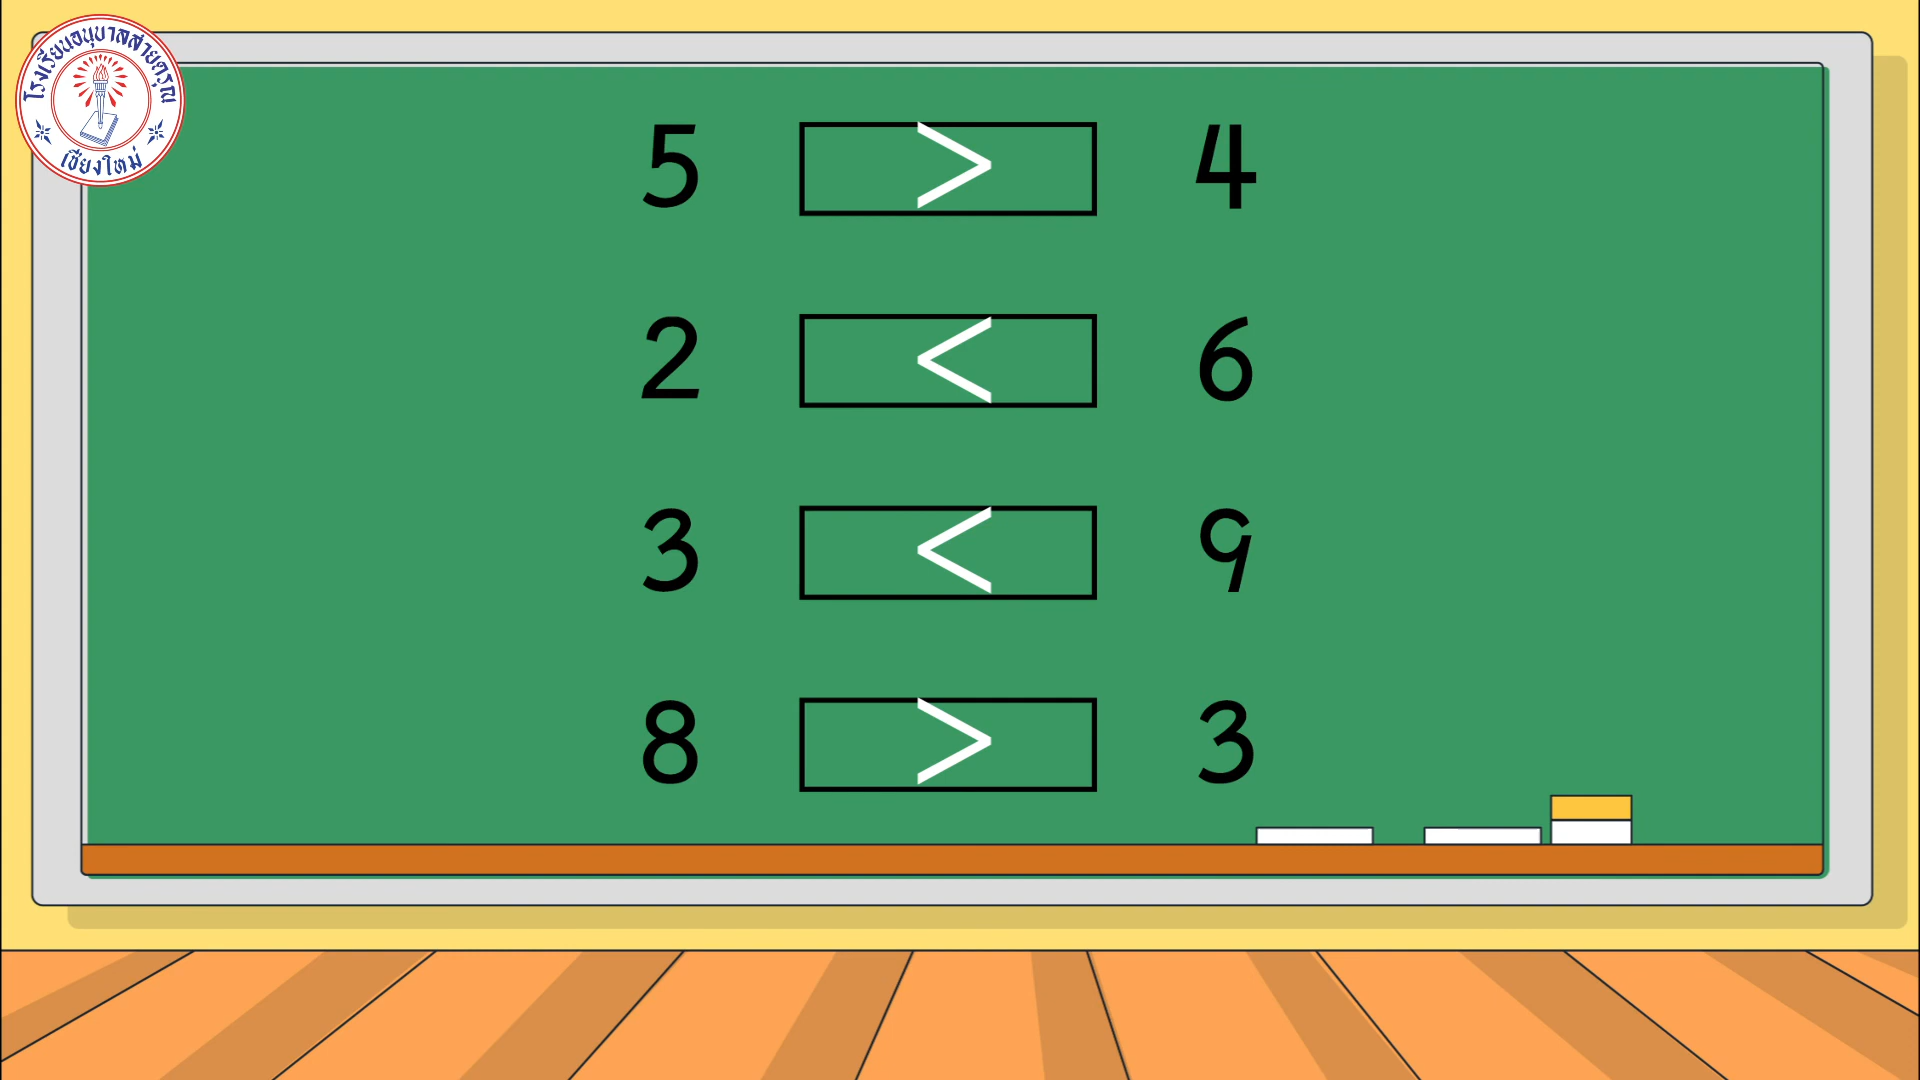 โรงเรียนอนุบาลสายอรุณ
เชียงใหม่
5 > 4
2 < 6
3 < 9
8 > 3